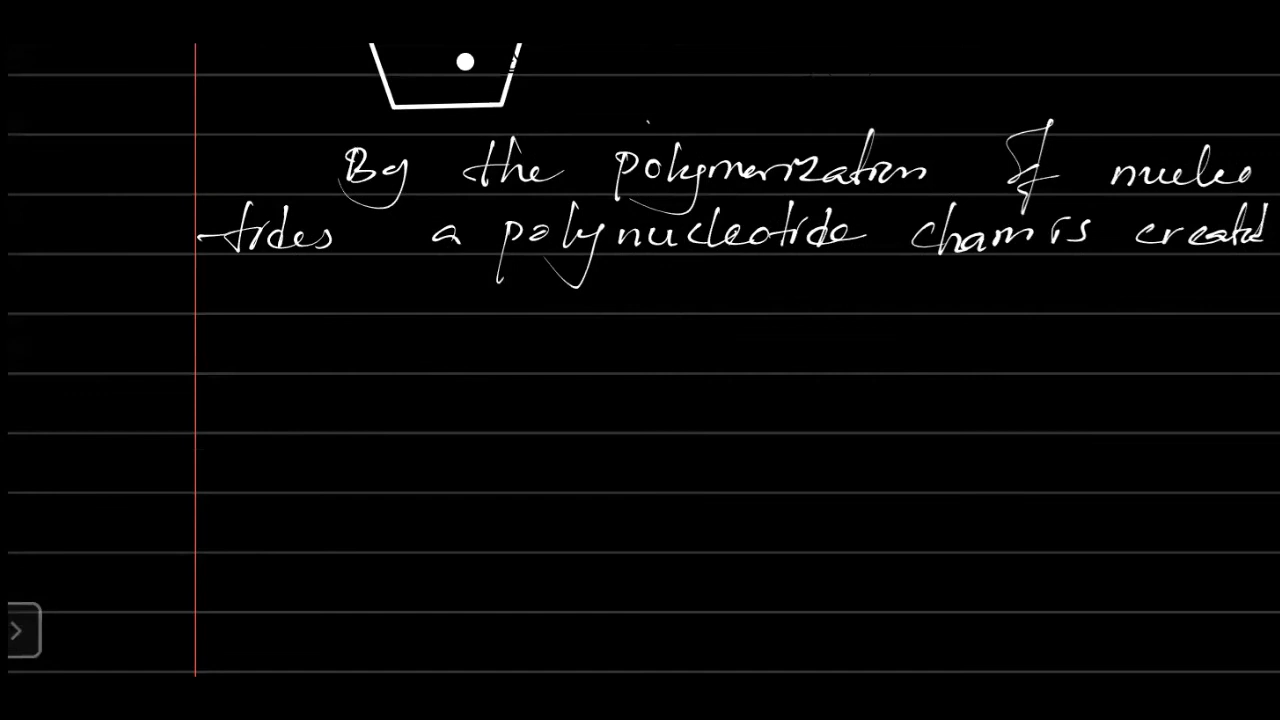 By the polymerization of nucleo
-tides a polynucleotide chain is created